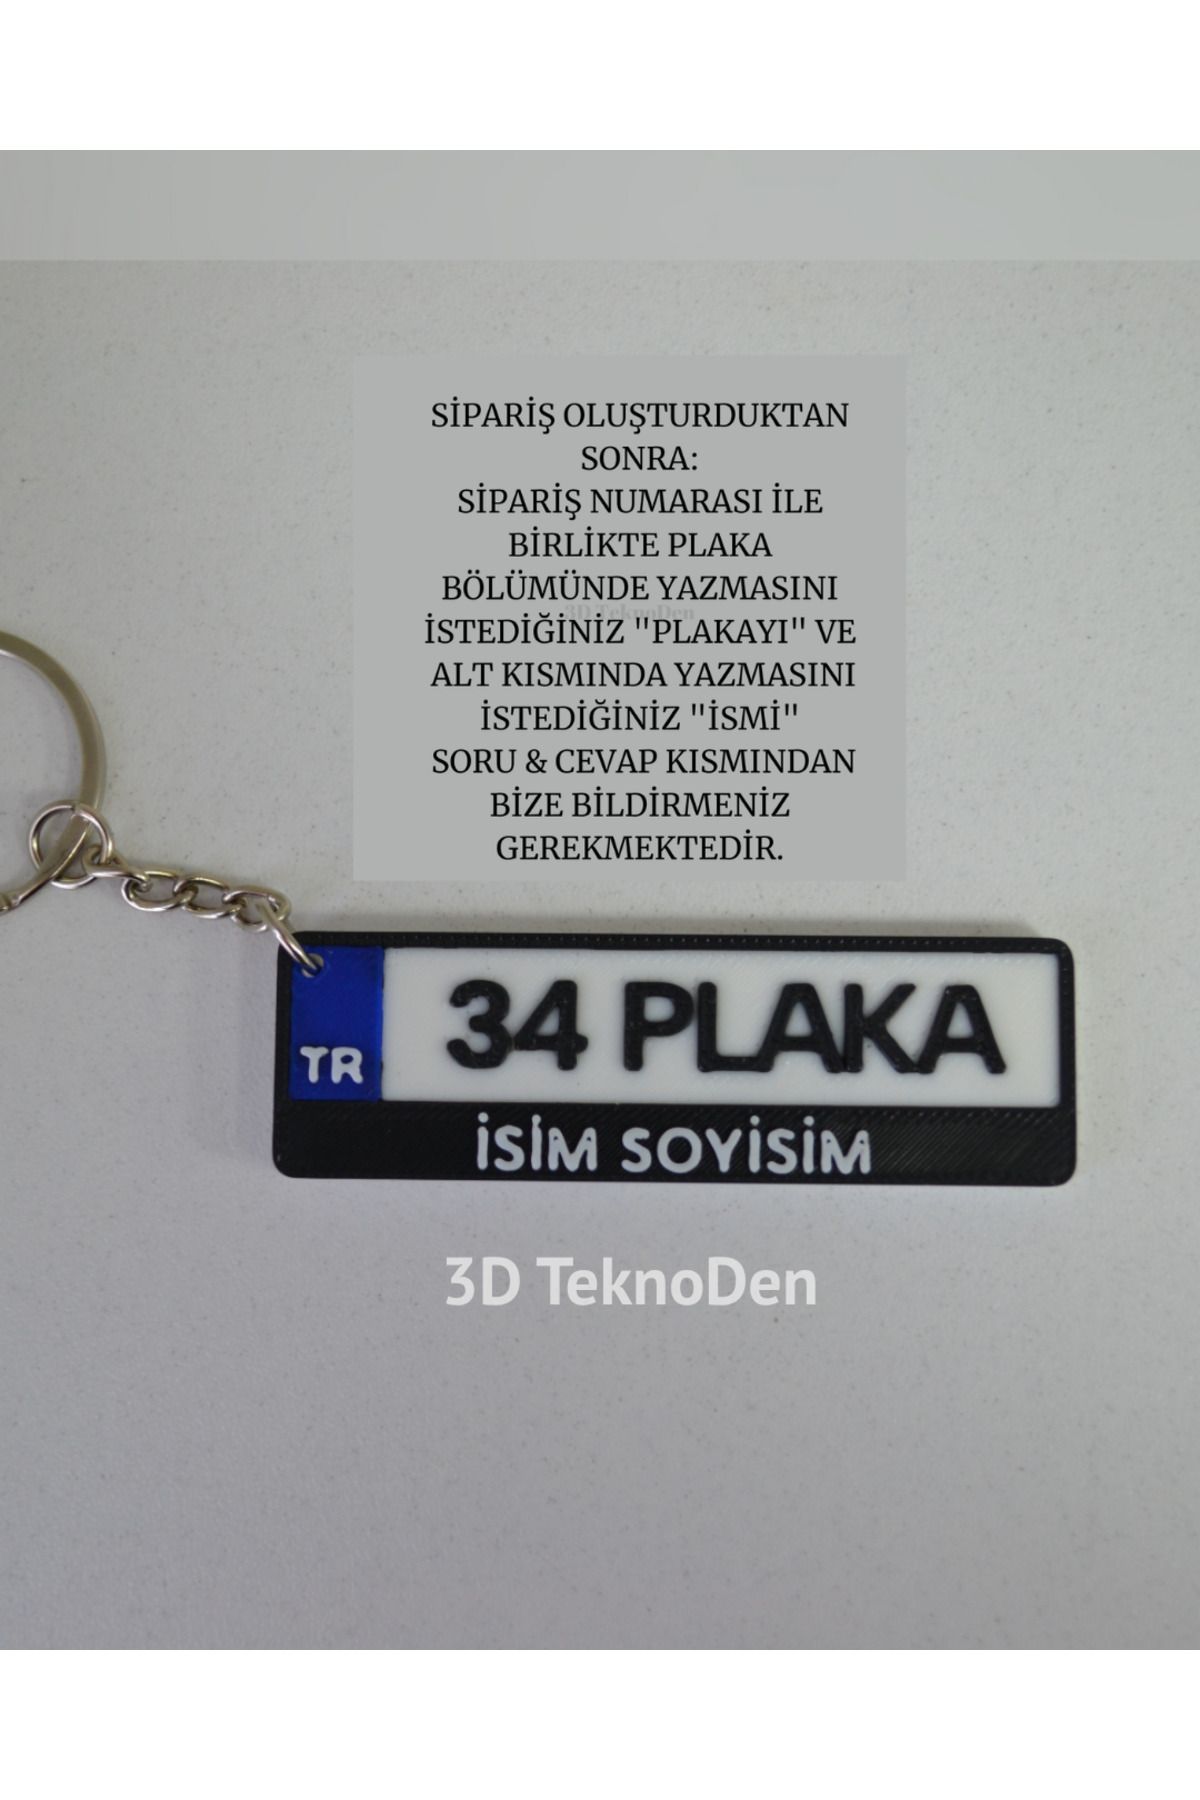 SİPARİŞ OLUŞTURDUKTAN
SONRA:
SİPARİŞ NUMARASI İLE
BİRLİKTE PLAKA
BÖLÜMÜNDE YAZMASINI
3D TeknoDen
İSTEDİĞİNİZ "PLAKAYI" VE
ALT KISMINDA YAZMASINI
İSTEDİĞİNİZ "İSMİ"
SORU & CEVAP KISMINDAN
BİZE BİLDİRMENİZ
GEREKMEKTEDİR.
34 PLAKA
TR
İSİM SOYİSİM
3D TeknoDen